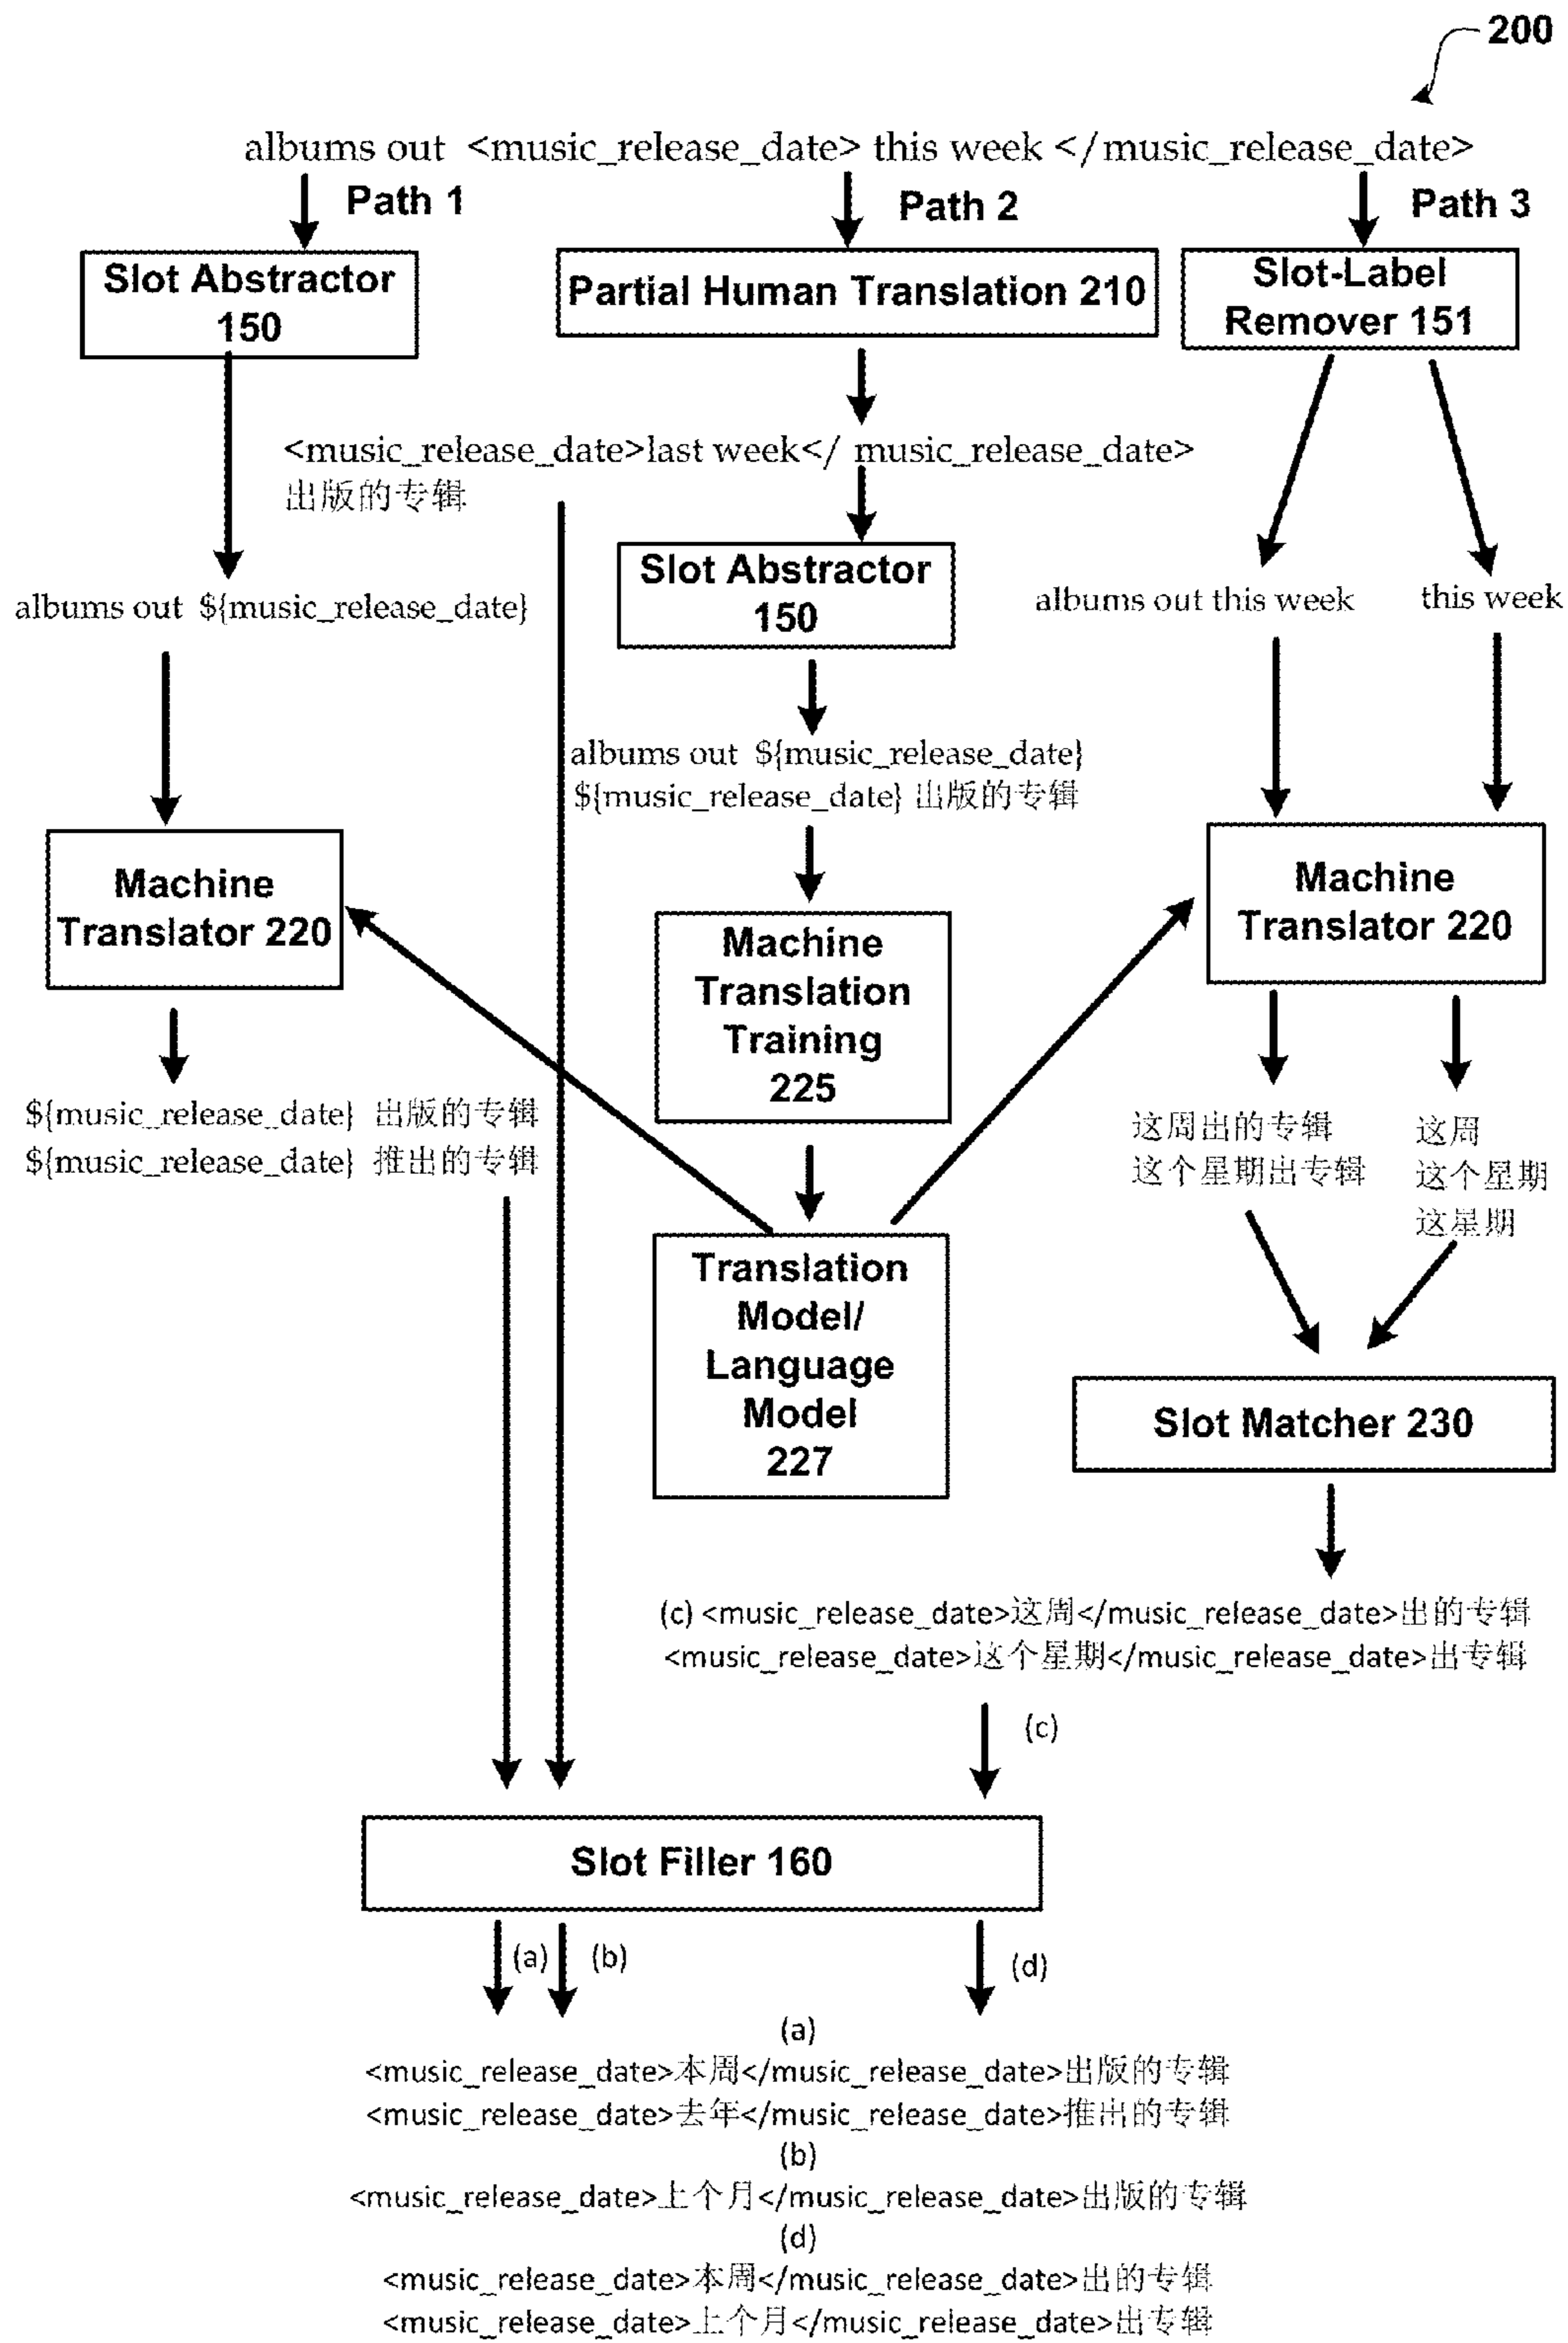 200
albums out <music_release_date> this week </music_release_date>
Path 1
Path 2
Path 3
Slot Abstractor
150
Partial Human Translation 210
Slot-Label
Remover 151
<music_release_date>last week</ music_release_date>
出版的专辑
albums out ${music_release_date}
Slot Abstractor
150
albums out this week
this week
albums out ${music_release_date}
${music_release_date} 出版的专辑
Machine
Translator 220
Machine
Translation
Training
225
Machine
Translator 220
${music_release_date} 出版的专辑
${music_release_date} 推出的专辑
这周出的专辑
这个星期出专辑
这周
这个星期
这星期
Translation
Model/
Language
Model
227
Slot Matcher 230
(c) <music_release_date>这周</music_release_date>出的专辑
<music_release_date>这个星期</music_release_date>出专辑
(c)
Slot Filler 160
(a)
(b)
(d)
(a)
<music_release_date>本周</music_release_date>出版的专辑
<music_release_date>去年</music_release_date>推出的专辑
(b)
<music_release_date>上个月</music_release_date>出版的专辑
(d)
<music_release_date>本周</music_release_date>出的专辑
<music_release_date>上个月</music_release_date>出专辑